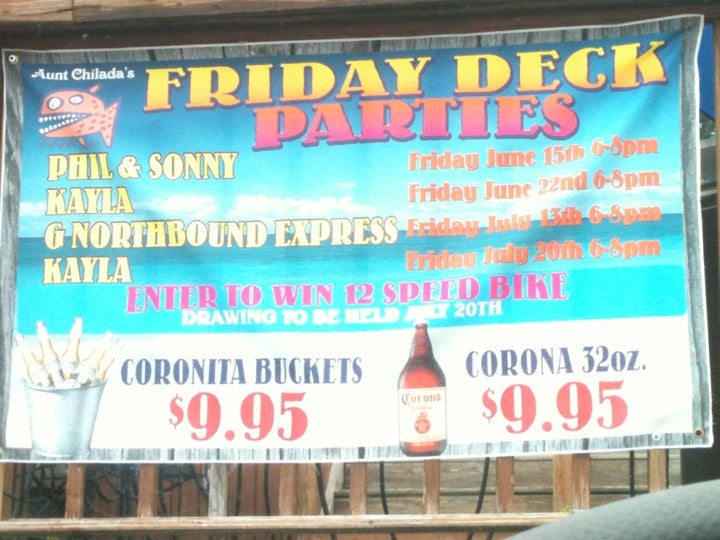 Aunt Chilada's
FRIDAY DECK
PARTIES
PHIL & SONNY Friday June 15th 6-8pm
KAYLA Friday June 22nd 6-8pm
G NORTHBOUND EXPRESS Friday July 13th 6-8pm
KAYLA Friday July 20th 6-8pm
ENTER TO WIN 12 SPEED BIKE
DRAWING TO BE HELD JULY 20TH
CORONITA BUCKETS
$9.95
Corona
CORONA 32OZ.
$9.95